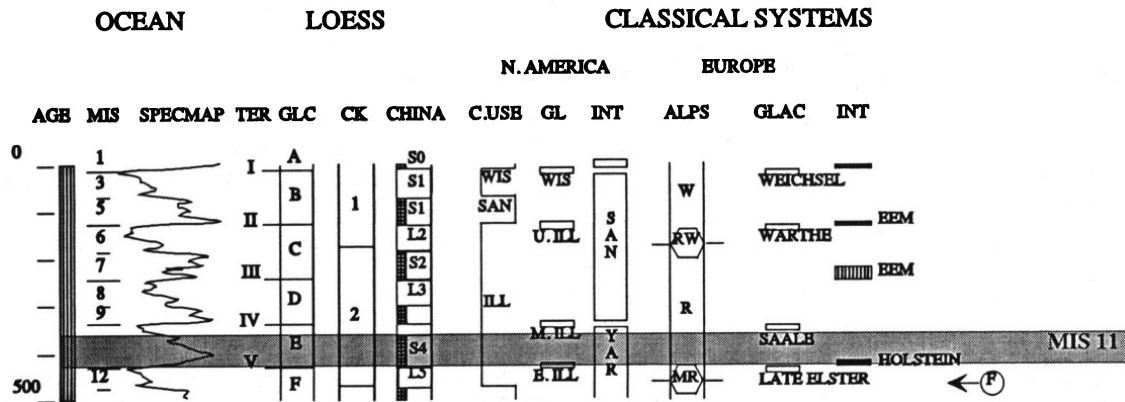 OCEAN LOESS CLASSICAL SYSTEMS
N. AMERICA EUROPE
AGE MIS SPECMAP TER GLC CK CHINA C.USE GL INT ALPS GLAC INT
0 1 I A S0
3 S1 WIS WIS W WEICHSEL
B 1
5 II S1 SAN SAN EEM
6 L2 U. ILL RW WARTHE
C
7 III S2 EEM
8 L3
D 2 ILL R
9 IV
M. ILL YAR SAALE
E S4 MIS 11
V HOLSTEIN
12 L5 E. ILL MR LATE ELSTER
500 F F